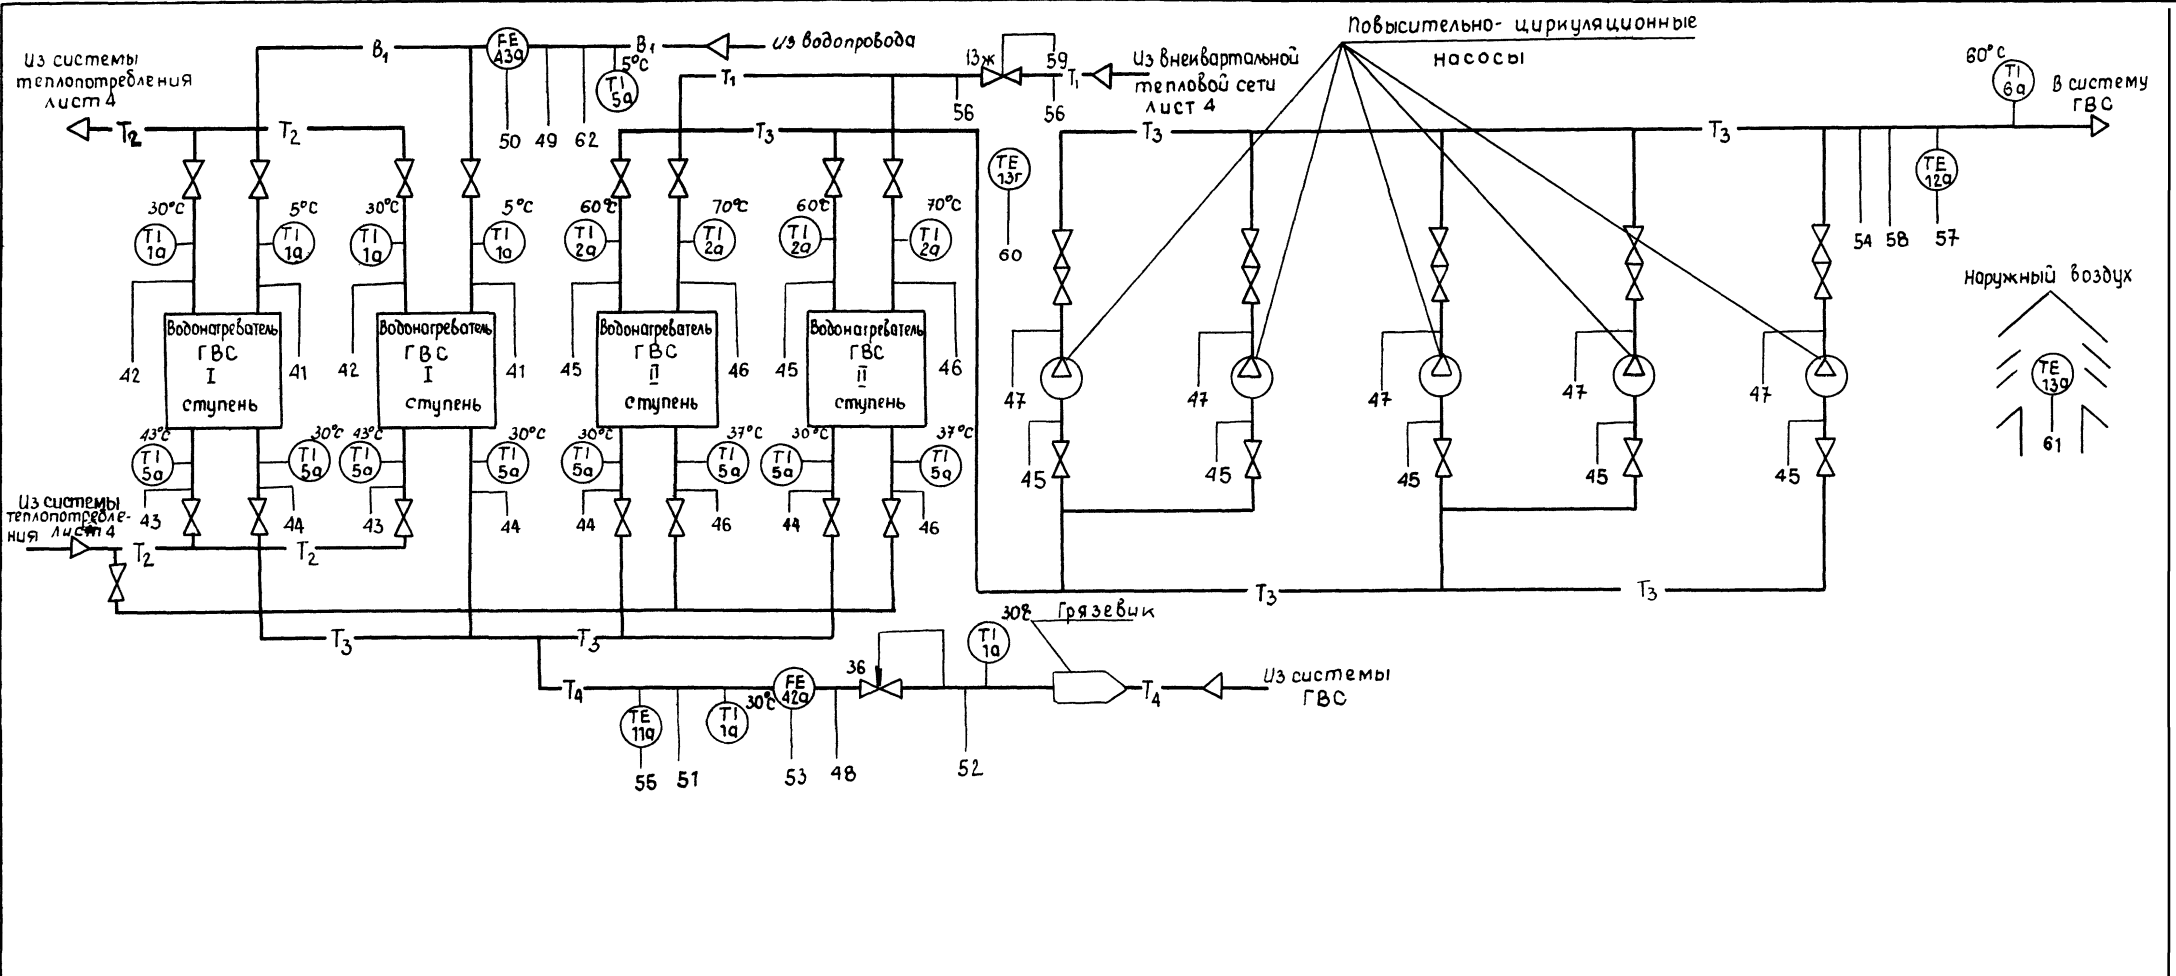 Из системы
теплопотребления
лист 4
Т2
Т2
В1
FE
43а
В1
из водопровода
5°С
TI
5а
50
49
62
Т1
13ж
59
Т1
Из внеквартальной
тепловой сети
лист 4
56
56
Т3
Повысительно- циркуляционные
насосы
Т3
Т3
60°С
TI
6а
В систему
ГВС
TE
13г
60
54
58
TE
12а
57
30°С
TI
1а
5°С
TI
1а
30°С
TI
1а
5°С
TI
1а
60°С
TI
2а
70°С
TI
2а
60°С
TI
2а
70°С
TI
2а
Наружный воздух
TE
13а
61
Водонагреватель
ГВС
I
ступень
Водонагреватель
ГВС
I
ступень
Водонагреватель
ГВС
II
ступень
Водонагреватель
ГВС
II
ступень
42
41
42
41
45
46
45
46
47
47
47
47
47
43°С
TI
5а
30°С
TI
5а
43°С
TI
5а
30°С
TI
5а
30°С
TI
5а
37°С
TI
5а
30°С
TI
5а
37°С
TI
5а
45
45
45
45
45
43
44
43
44
44
46
44
46
Из системы
теплопотребле-
ния лист 4
Т2
Т2
Т3
Т3
Т3
Т3
30°С
Грязевик
TI
1а
36
Т4
TE
11а
TI
1а
30°С
FE
42а
Т4
Из системы
ГВС
55
51
53
48
52